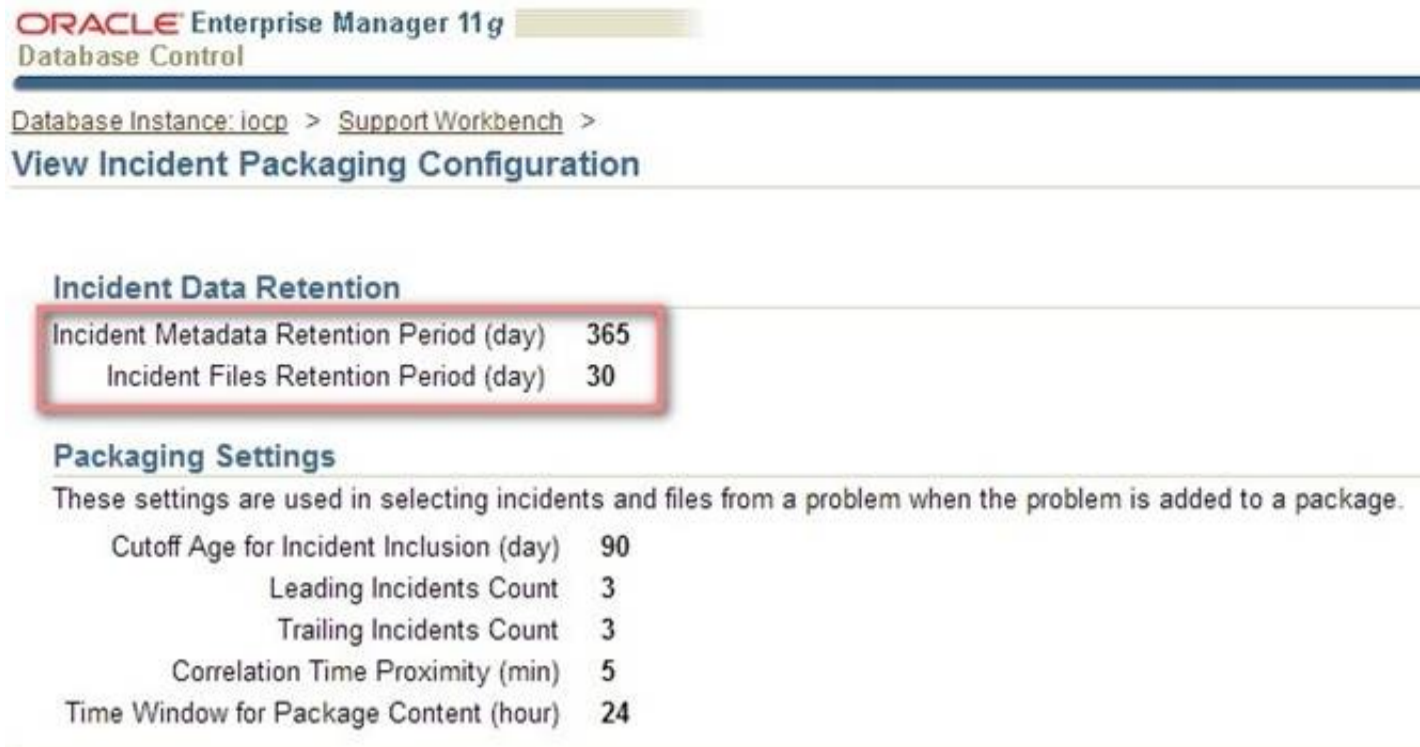 ORACLE Enterprise Manager 11g
Database Control
Database Instance: iocp > Support Workbench >
View Incident Packaging Configuration
Incident Data Retention
Incident Metadata Retention Period (day) 365
Incident Files Retention Period (day) 30
Packaging Settings
These settings are used in selecting incidents and files from a problem when the problem is added to a package.
Cutoff Age for Incident Inclusion (day) 90
Leading Incidents Count 3
Trailing Incidents Count 3
Correlation Time Proximity (min) 5
Time Window for Package Content (hour) 24